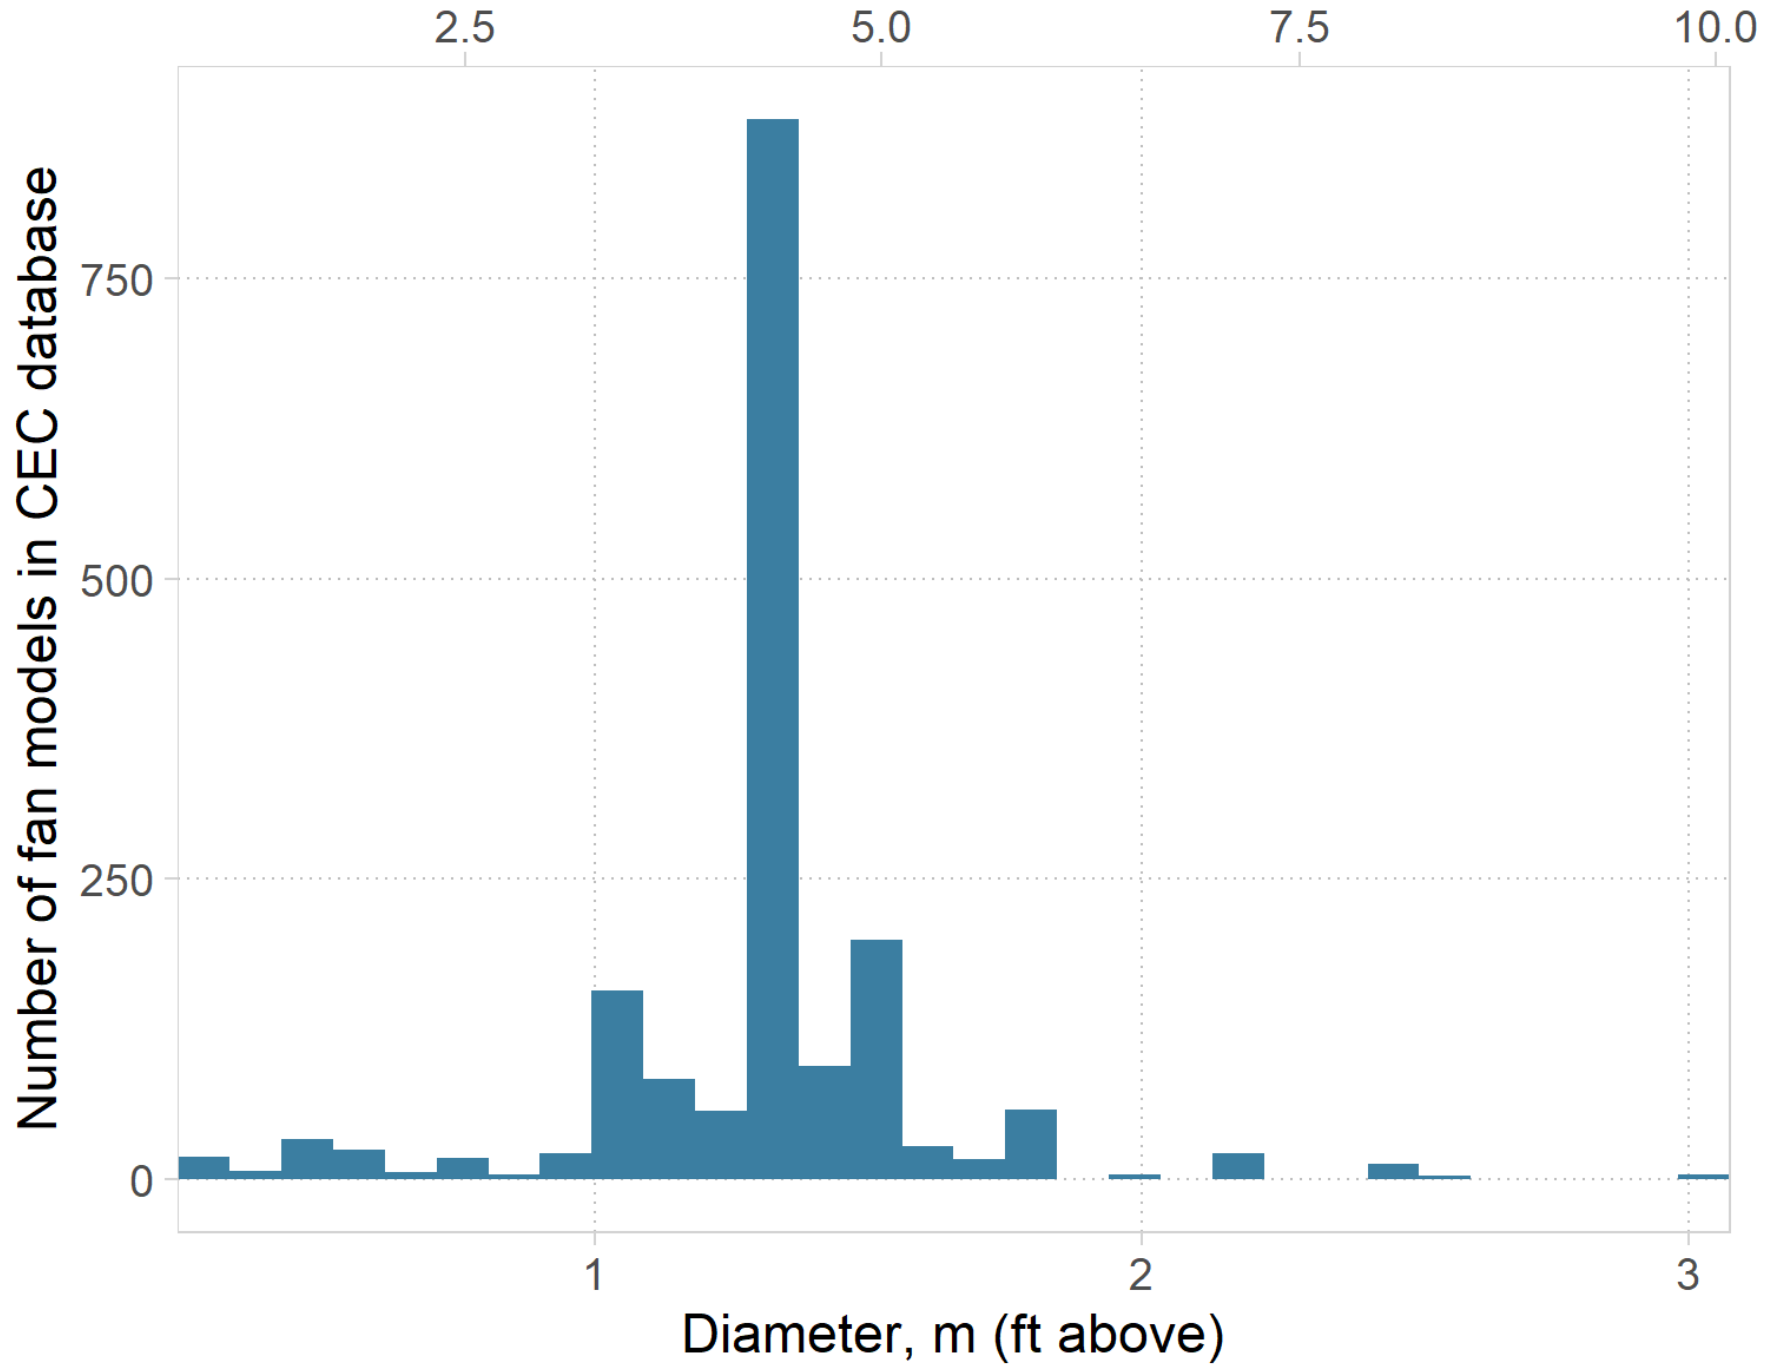 2.5 5.0 7.5 10.0
Number of fan models in CEC database
750
500
250
0
1 2 3
Diameter, m (ft above)